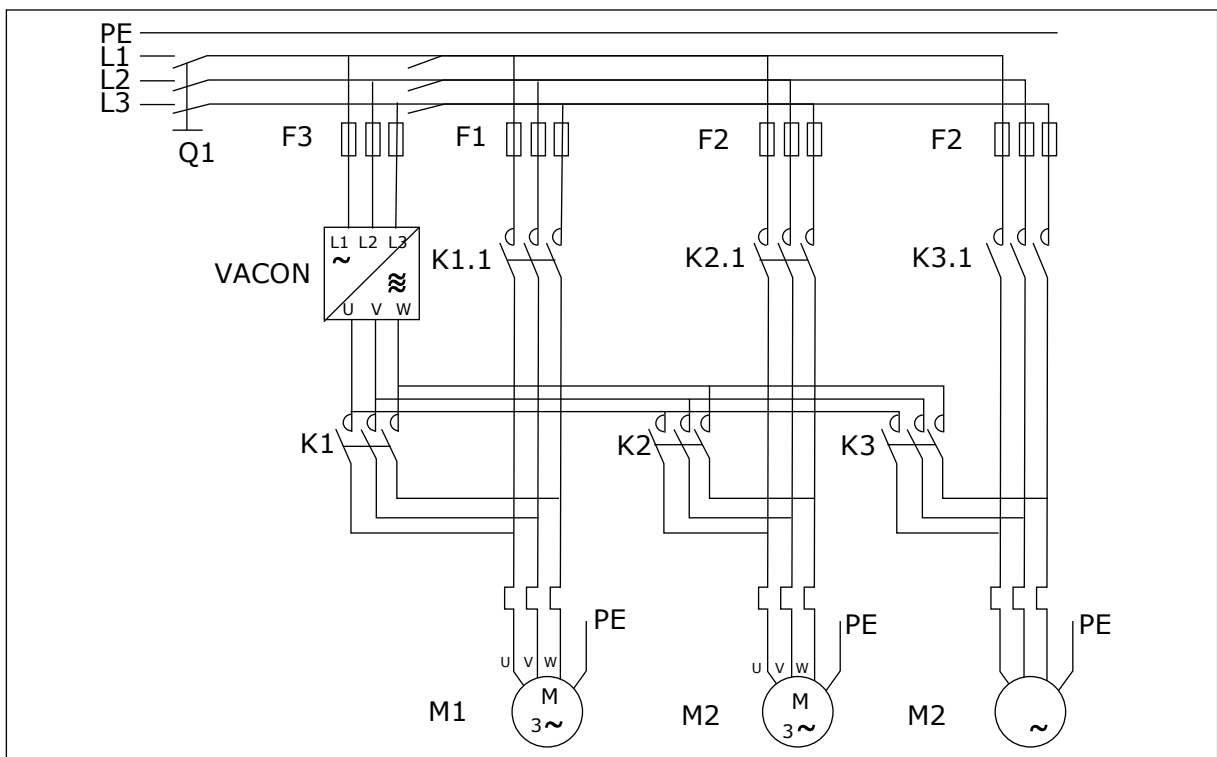 PE
L1
L2
L3
Q1
F3 F1 F2 F2
L1 L2 L3
VACON
U V W
K1.1 K2.1 K3.1
K1 K2 K3
PE PE PE
U V W U V W
M M
3~ 3~ ~
M1 M2 M2